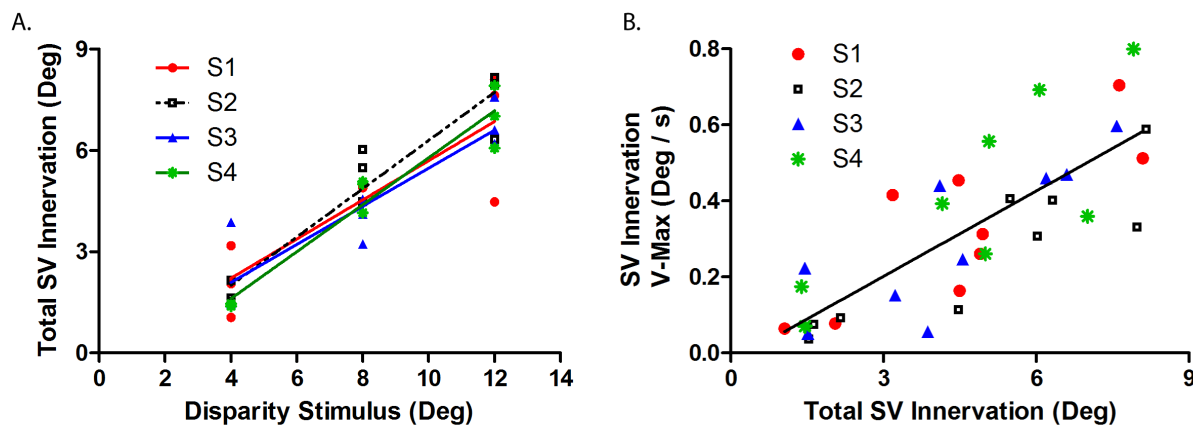 A.
Total SV Innervation (Deg)
9
6
3
0
S1
S2
S3
S4
0 2 4 6 8 10 12 14
Disparity Stimulus (Deg)
B.
SV Innervation
V-Max (Deg / s)
0.8
0.6
0.4
0.2
0.0
S1
S2
S3
S4
0 3 6 9
Total SV Innervation (Deg)